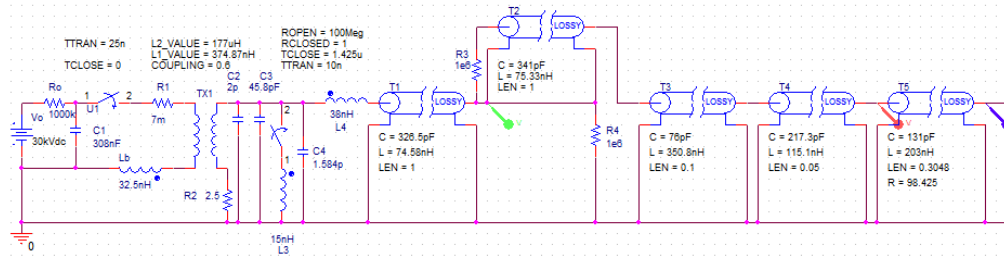 T2
LOSSY
ROPEN = 100Meg
RCLOSED = 1
TCLOSE = 1.425u
TTRAN = 10n
TTRAN = 25n
L2_VALUE = 177uH
L1_VALUE = 374.87nH
COUPLING = 0.6
TCLOSE = 0
R3
1e6
C = 341pF
L = 75.33nH
LEN = 1
C2
2p
C3
45.8pF
Ro
1000k
1
2
U1
R1
7m
TX1
T1
LOSSY
T3
LOSSY
T4
LOSSY
T5
LOSSY
38nH
L4
2
V
V
Vo
30kVdc
C1
308nF
C4
1.584p
1
R4
1e6
C = 326.5pF
L = 74.58nH
LEN = 1
C = 76pF
L = 350.8nH
LEN = 0.1
C = 217.3pF
L = 115.1nH
LEN = 0.05
C = 131pF
L = 203nH
LEN = 0.3048
R = 98.425
Lb
32.5nH
R2
2.5
15nH
L3
0